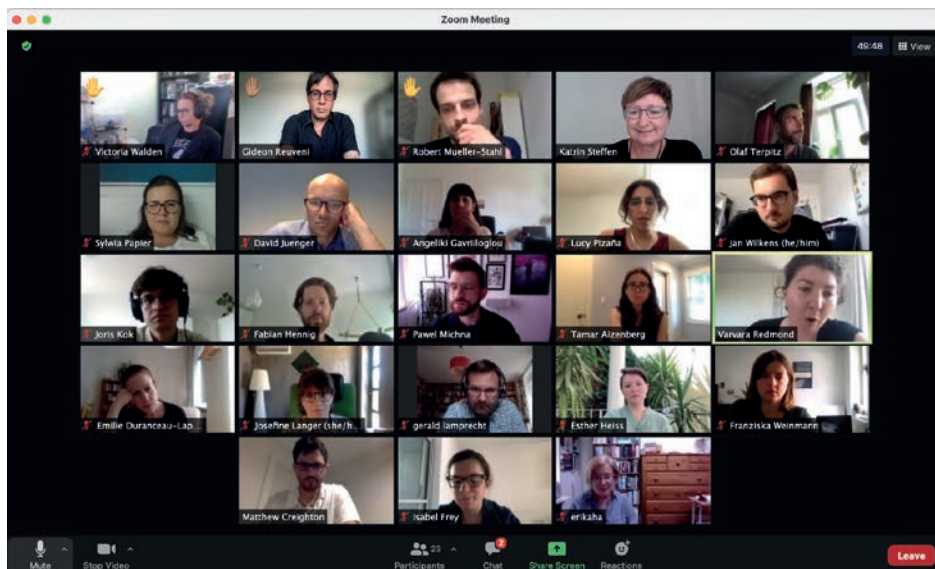 Zoom Meeting
49:48 View
Victoria Walden
Gideon Reuveni
Robert Mueller-Stahl
Katrin Steffen
Olaf Terpitz
Sylwia Papier
David Juenger
Angeliki Gavriiloglou
Lucy Pizaña
Jan Wilkens (he/him)
Joris Kok
Fabian Hennig
Pawel Michna
Tamar Aizenberg
Varvara Redmond
Emilie Duranceau-Lap...
Josefine Langer (she/h...
gerald lamprecht
Esther Heiss
Franziska Weinmann
Matthew Creighton
Isabel Frey
erikaha
23
2
Mute
Stop Video
Participants
Chat
Share Screen
Reactions
Leave